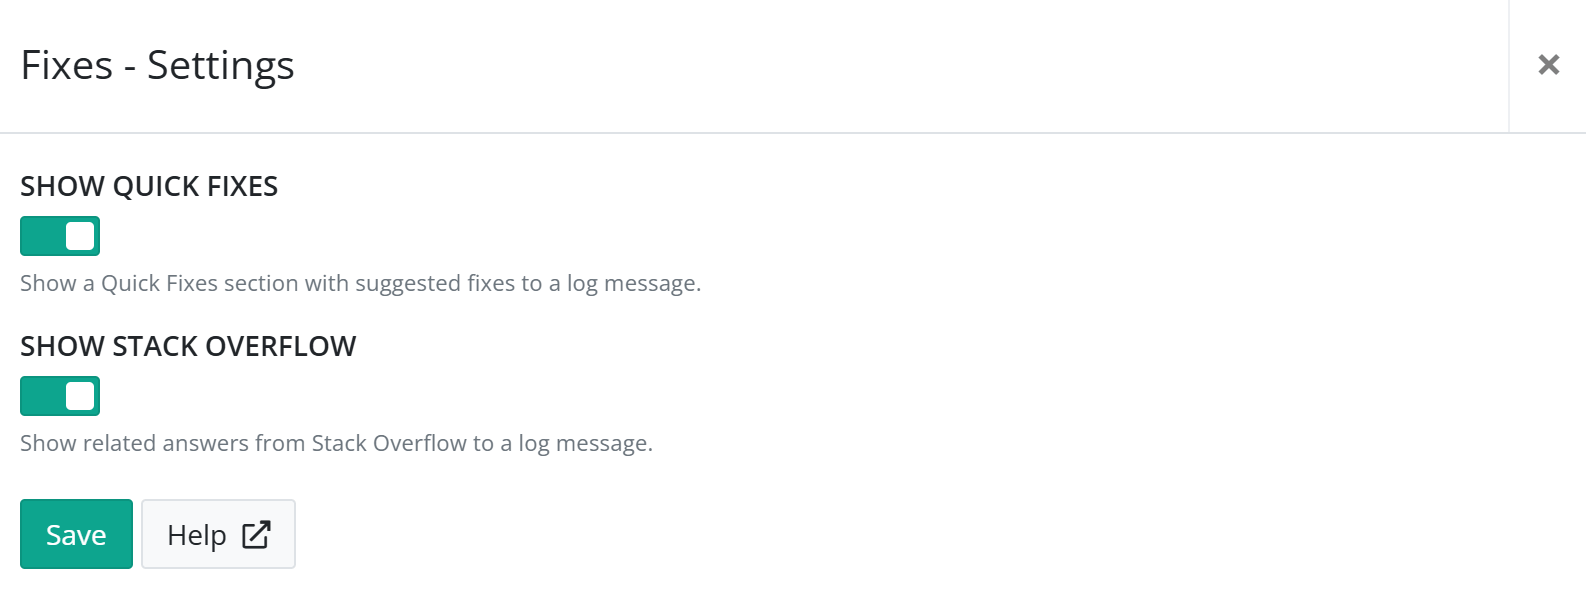 Fixes - Settings
SHOW QUICK FIXES
Show a Quick Fixes section with suggested fixes to a log message.
SHOW STACK OVERFLOW
Show related answers from Stack Overflow to a log message.
Save
Help